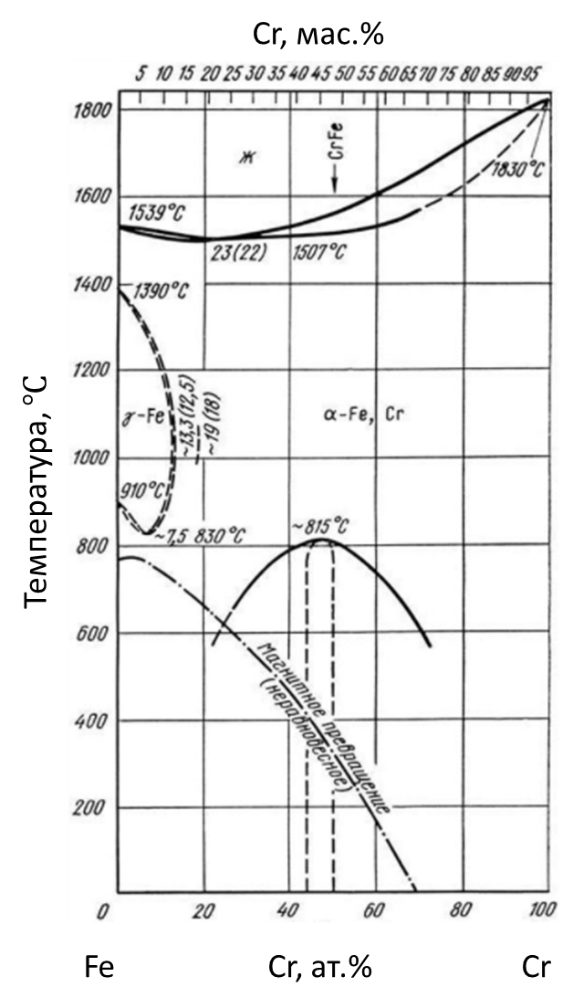 Cr, мас.%
5 10 15 20 25 30 35 40 45 50 55 60 65 70 75 80 85 90 95
1800
Ж
CrFe
1600
1830°C
1539°C
23(22)
1507°C
1400
1390°C
1200
γ-Fe
~13,3(12,5)
~19(18)
α-Fe, Cr
1000
910°C
~7,5 830°C
~815°C
800
600
Магнитное превращение
(неравновесное)
400
200
Температура, °C
0 20 40 60 80 100
Fe
Cr, ат.%
Cr